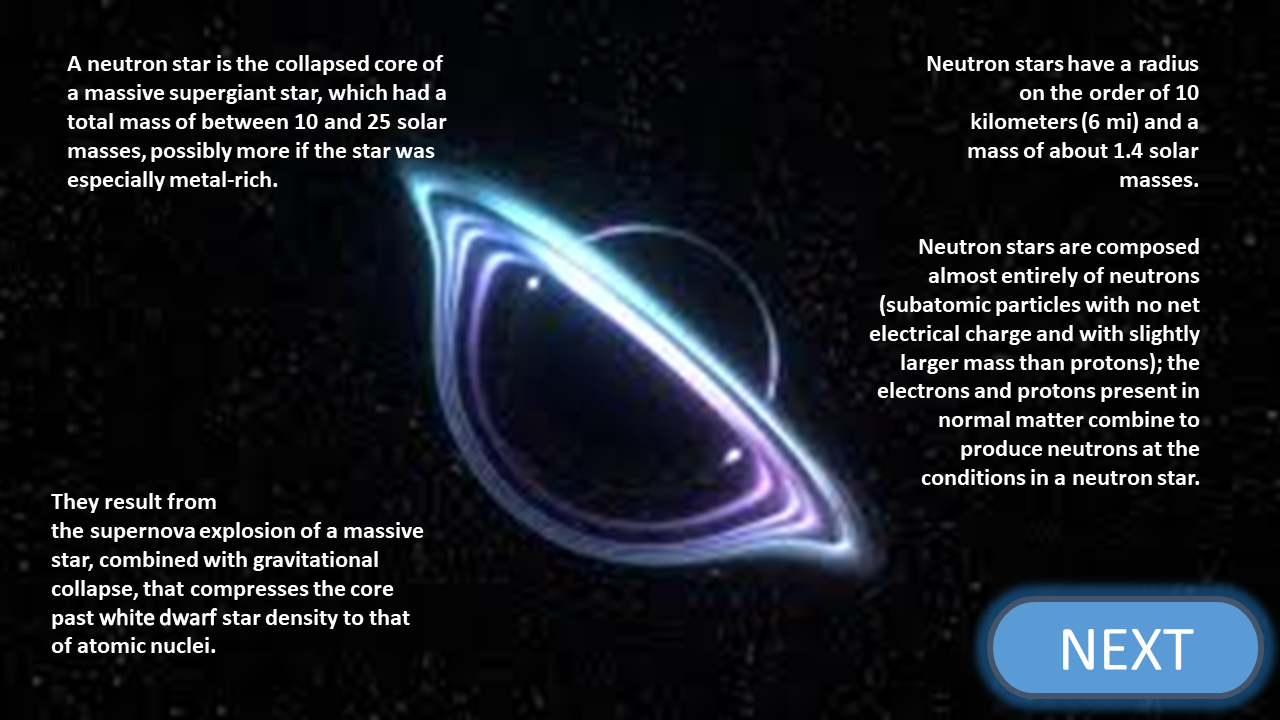 A neutron star is the collapsed core of
a massive supergiant star, which had a
total mass of between 10 and 25 solar
masses, possibly more if the star was
especially metal-rich.
Neutron stars have a radius
on the order of 10
kilometers (6 mi) and a
mass of about 1.4 solar
masses.
Neutron stars are composed
almost entirely of neutrons
(subatomic particles with no net
electrical charge and with slightly
larger mass than protons); the
electrons and protons present in
normal matter combine to
produce neutrons at the
conditions in a neutron star.
They result from
the supernova explosion of a massive
star, combined with gravitational
collapse, that compresses the core
past white dwarf star density to that
of atomic nuclei.
NEXT